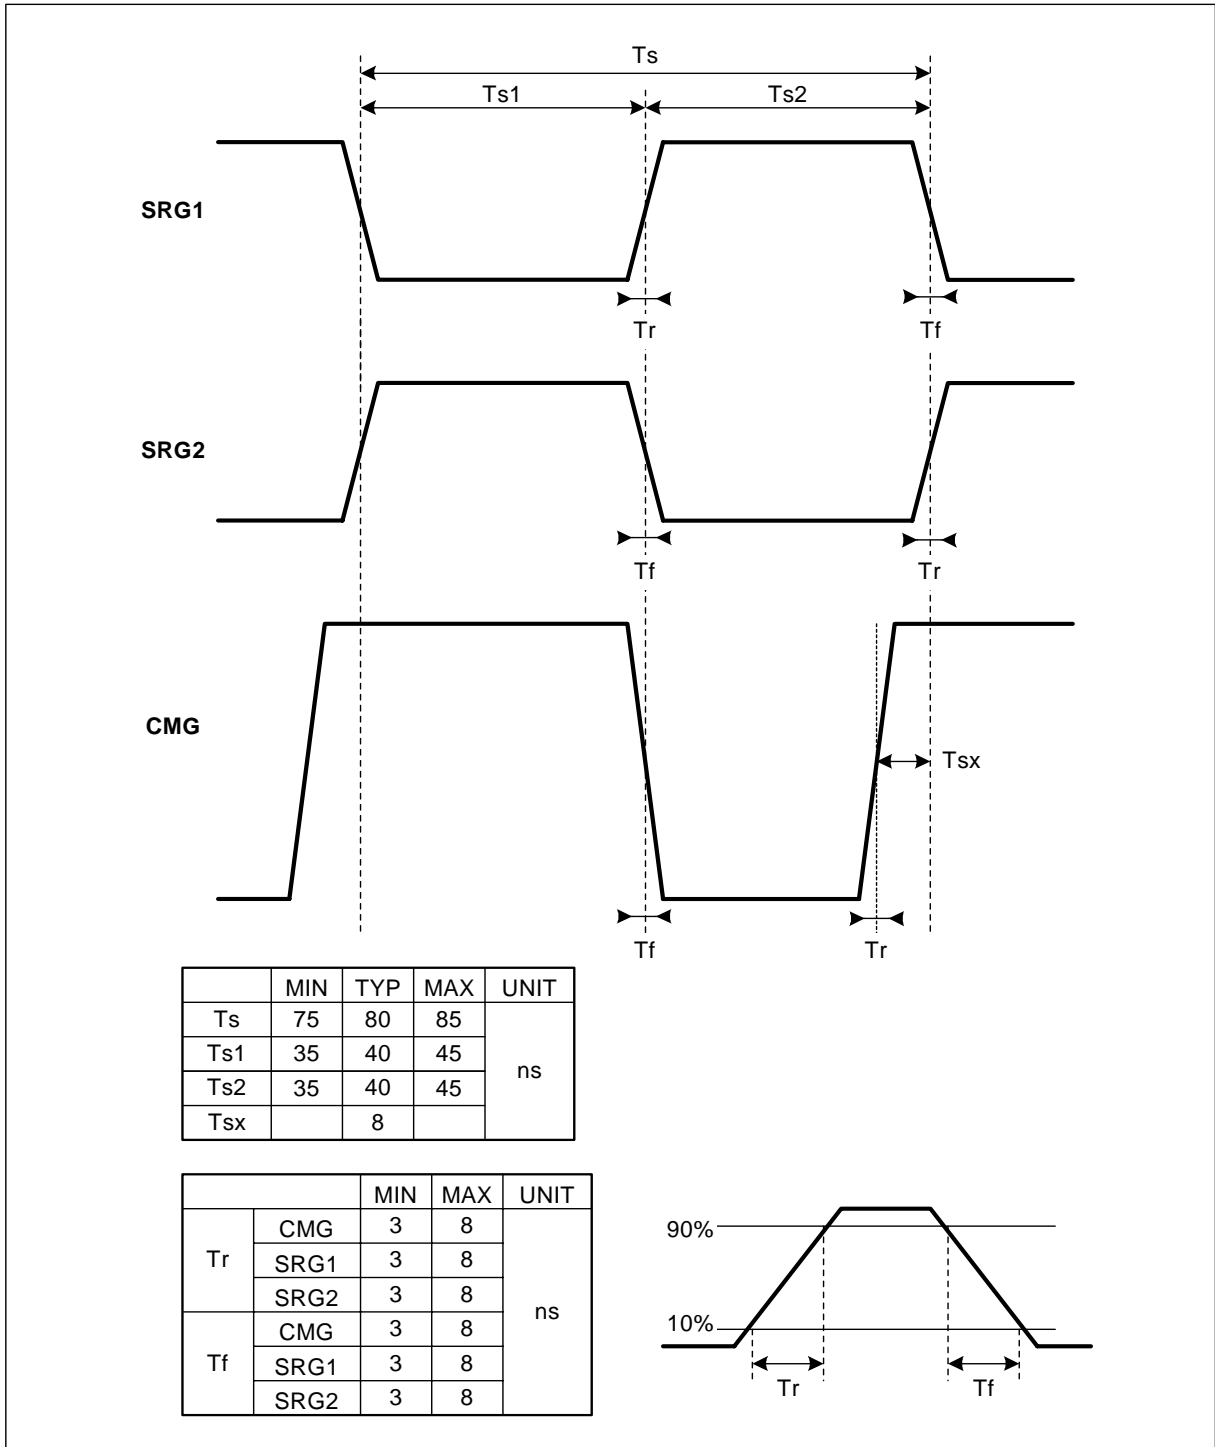 Ts
Ts1 Ts2
SRG1
Tr Tf
SRG2
Tf Tr
CMG
Tsx
Tf Tr
MIN TYP MAX UNIT
Ts 75 80 85
Ts1 35 40 45
ns
Ts2 35 40 45
Tsx 8
MIN MAX UNIT
CMG 3 8
Tr SRG1 3 8
SRG2 3 8
ns
CMG 3 8
Tf SRG1 3 8
SRG2 3 8
90%
10%
Tr Tf